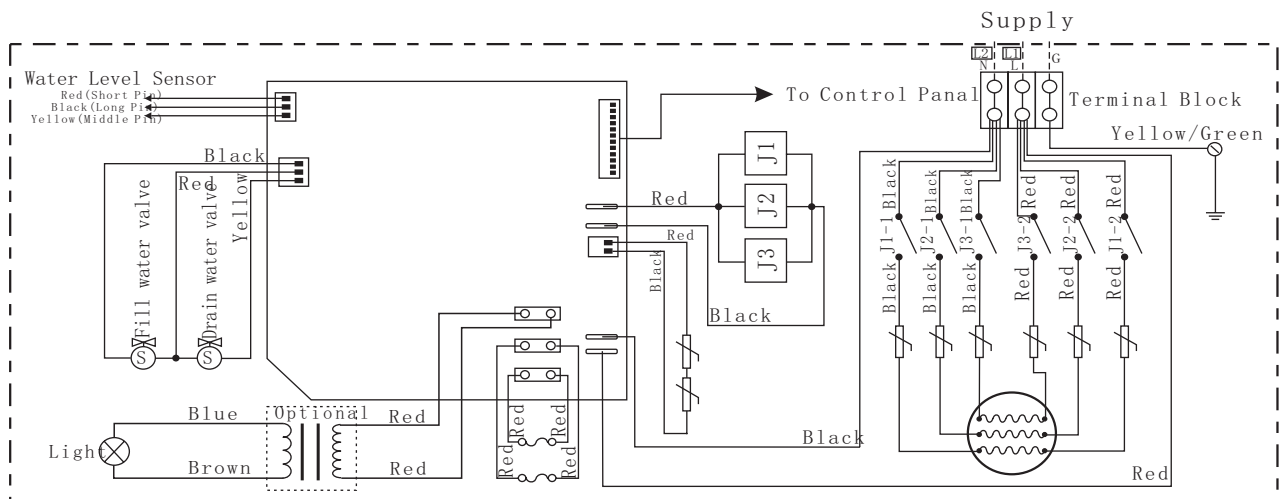 Supply
L2
L1
N
L
G
Water Level Sensor
Red(Short Pin)
Black(Long Pin)
Yellow(Middle Pin)
To Control Panal
Terminal Block
Yellow/Green
Black
Red
Yellow
Fill water valve
Drain water valve
S
S
Red
J1
J2
J3
Red
Black
Black
Black
Black
Black
Red
Red
Red
J1-1
J2-1
J3-1
J3-2
J2-2
J1-2
Black
Black
Black
Red
Red
Red
Optional
Blue
Brown
Light
Red
Red
Red
Red
Red
Red
Black
Red